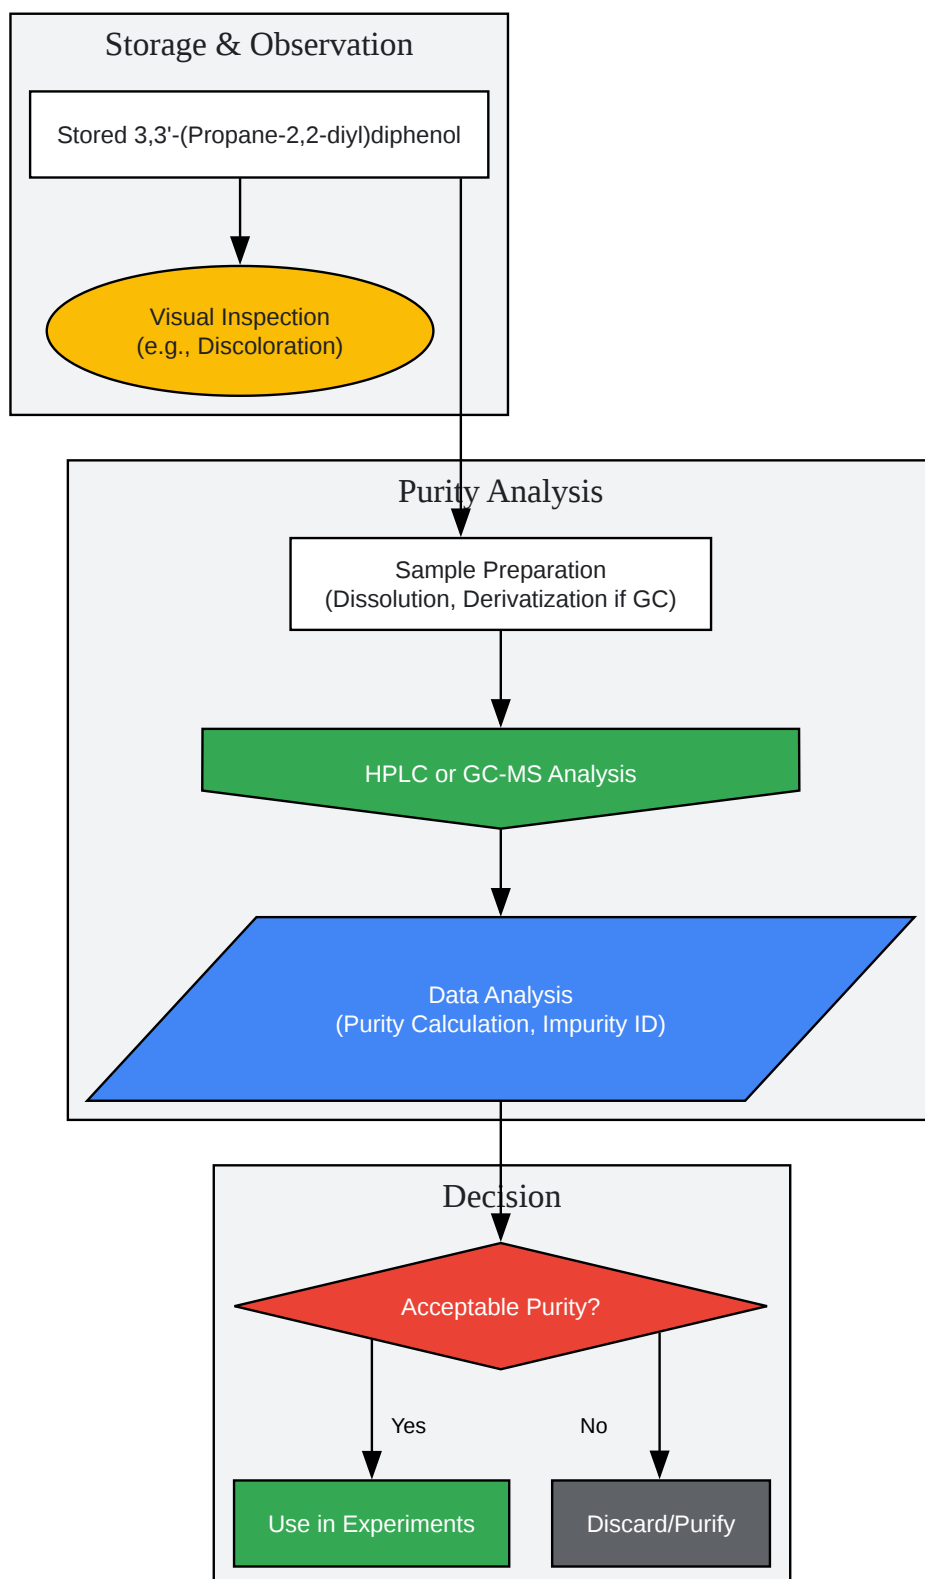 Storage & Observation
Stored 3,3'-(Propane-2,2-diyl)diphenol
Visual Inspection
(e.g., Discoloration)
Purity Analysis
Sample Preparation
(Dissolution, Derivatization if GC)
HPLC or GC-MS Analysis
Data Analysis
(Purity Calculation, Impurity ID)
Decision
Acceptable Purity?
Yes
No
Use in Experiments
Discard/Purify